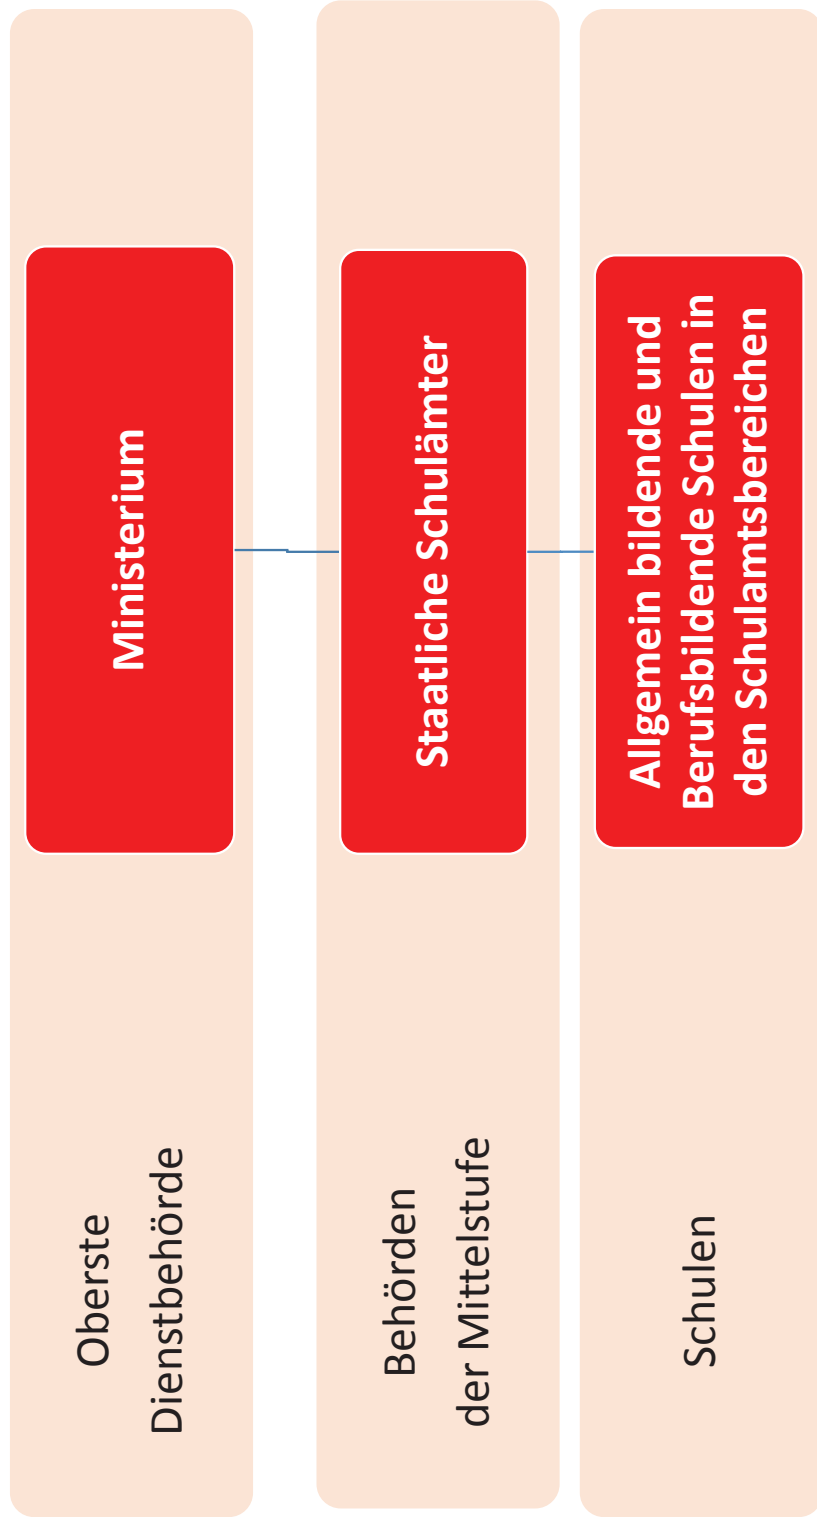 Oberste
Dienstbehörde
Ministerium
Behörden
der Mittelstufe
Staatliche Schulämter
Schulen
Allgemein bildende und
Berufsbildende Schulen in
den Schulamtsbereichen